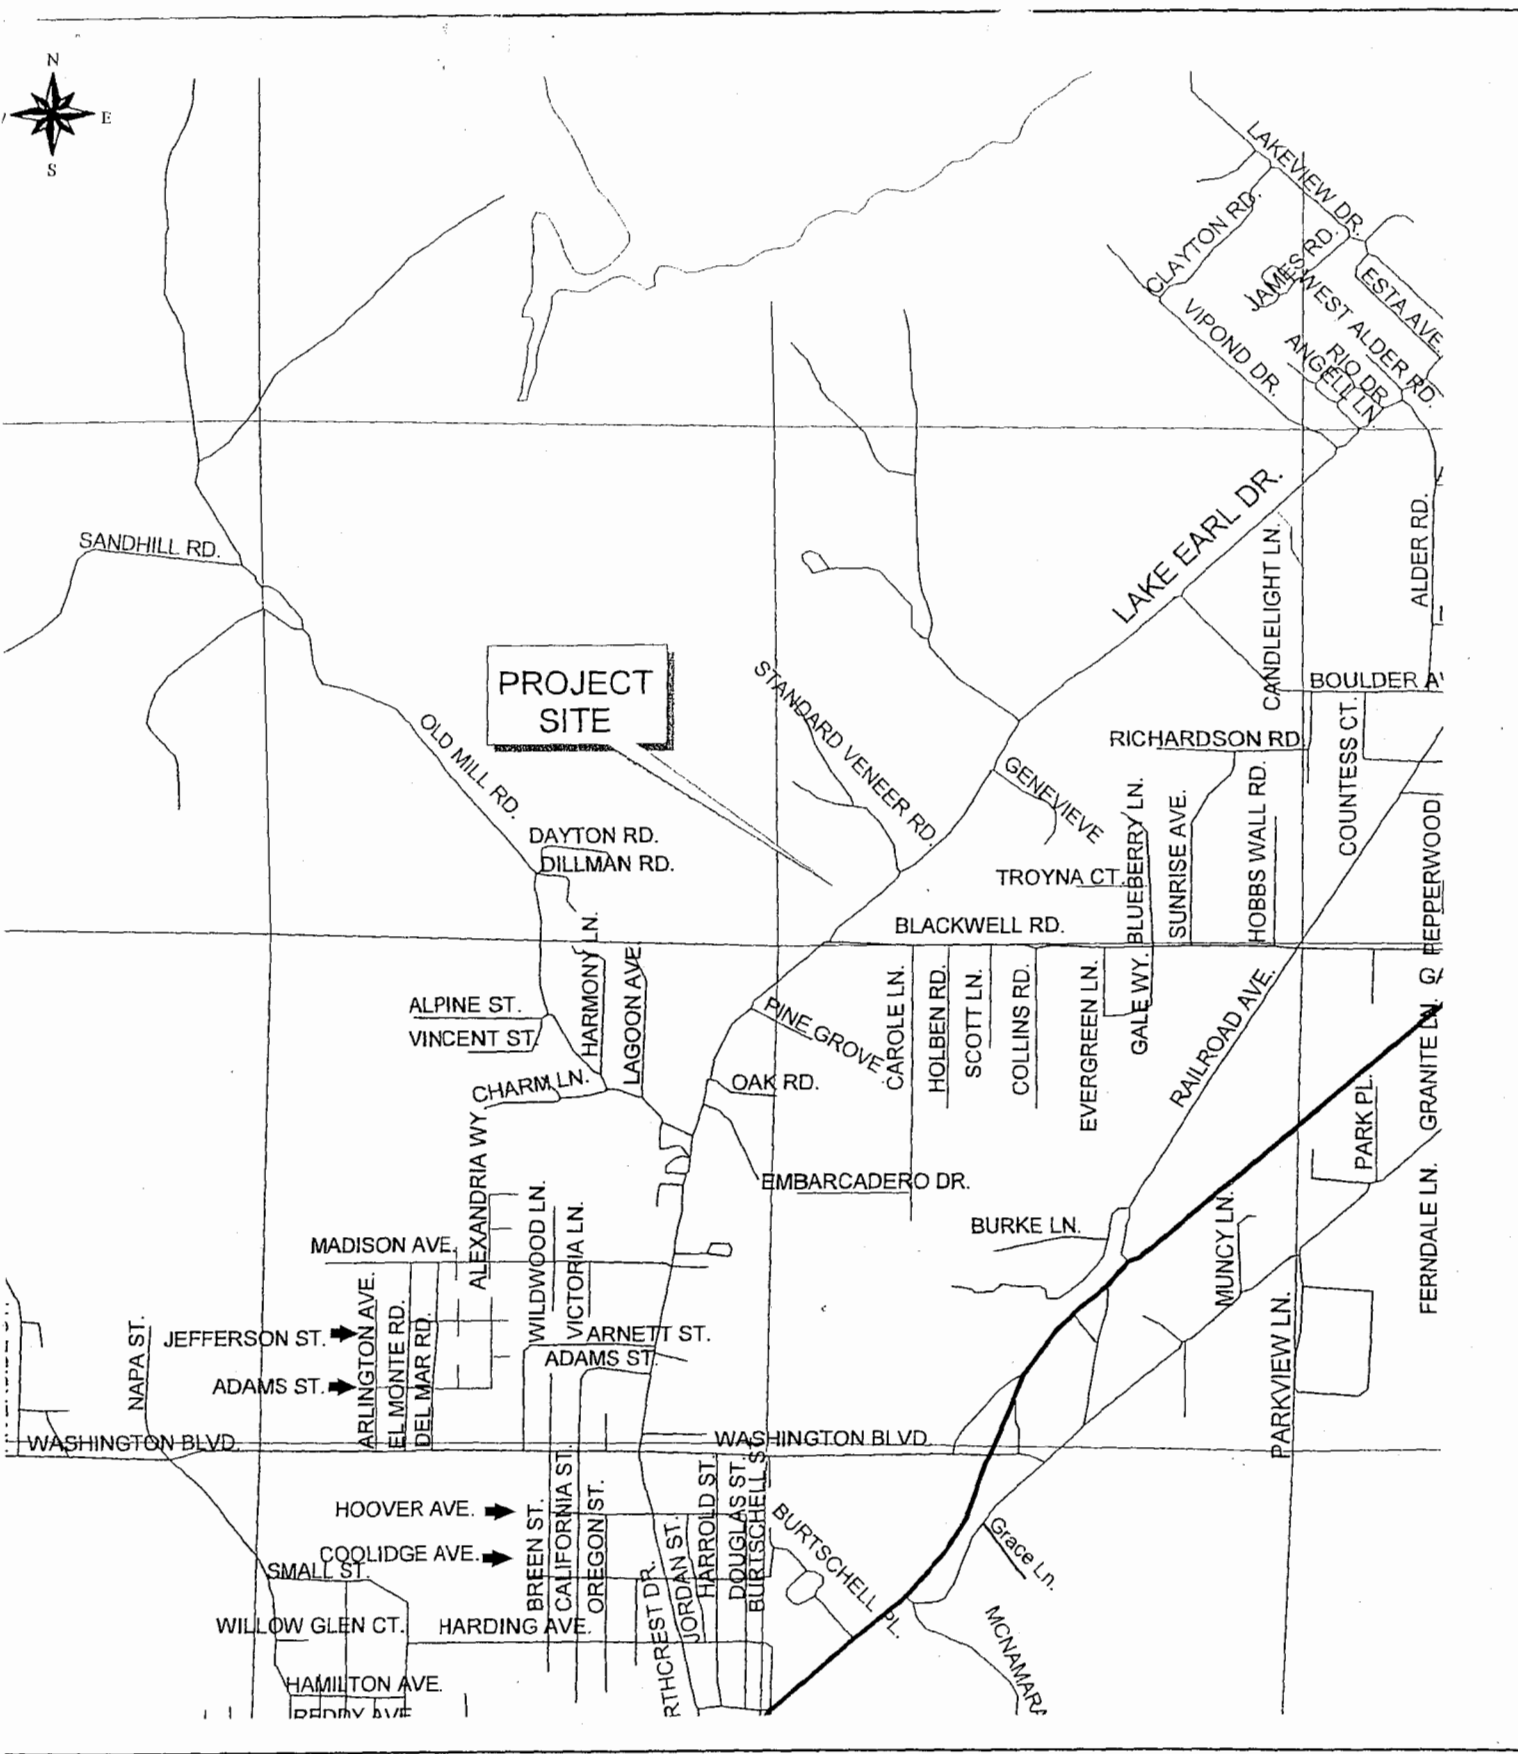 N
E
S
LAKEVIEW DR.
CLAYTON RD.
JAMES RD.
ESTA AVE.
WEST ALDER RD.
VIPOND DR.
RIO DR
ANGELL LN.
LAKE EARL DR.
SANDHILL RD.
CANDLELIGHT LN.
ALDER RD.
PROJECT
SITE
STANDARD VENEER RD.
BOULDER AV
OLD MILL RD.
RICHARDSON RD
COUNTESS CT.
GENEVIEVE
BLUEBERRY LN.
SUNRISE AVE.
HOBBS WALL RD.
PEPPERWOOD
DAYTON RD.
DILLMAN RD.
TROYNA CT.
BLACKWELL RD.
HARMONY LN.
LAGOON AVE.
ALPINE ST.
VINCENT ST.
PINE GROVE
CAROLE LN.
HOLBEN RD.
SCOTT LN.
COLLINS RD.
EVERGREEN LN.
GALE WY.
RAILROAD AVE.
GRANITE LN.
CHARM LN.
OAK RD.
PARK PL.
ALEXANDRIA WY
EMBARCADERO DR.
WILDWOOD LN.
VICTORIA LN.
BURKE LN.
MUNCY LN.
FERNDALE LN.
MADISON AVE.
ARLINGTON AVE.
EL MONTE RD.
DEL MAR RD.
NAPA ST.
JEFFERSON ST.
ARNETT ST.
ADAMS ST.
ADAMS ST.
PARKVIEW LN.
WASHINGTON BLVD.
WASHINGTON BLVD.
HOOVER AVE.
COOLIDGE AVE.
BREEN ST.
CALIFORNIA ST.
OREGON ST.
JORDAN ST.
HARROLD ST.
DOUGLAS ST.
BURTSCHELL S
BURTSCHELL PL.
Grace Ln.
SMALL ST.
WILLOW GLEN CT.
HARDING AVE.
RTHCREST DR.
MCNAMAR
HAMILTON AVE.